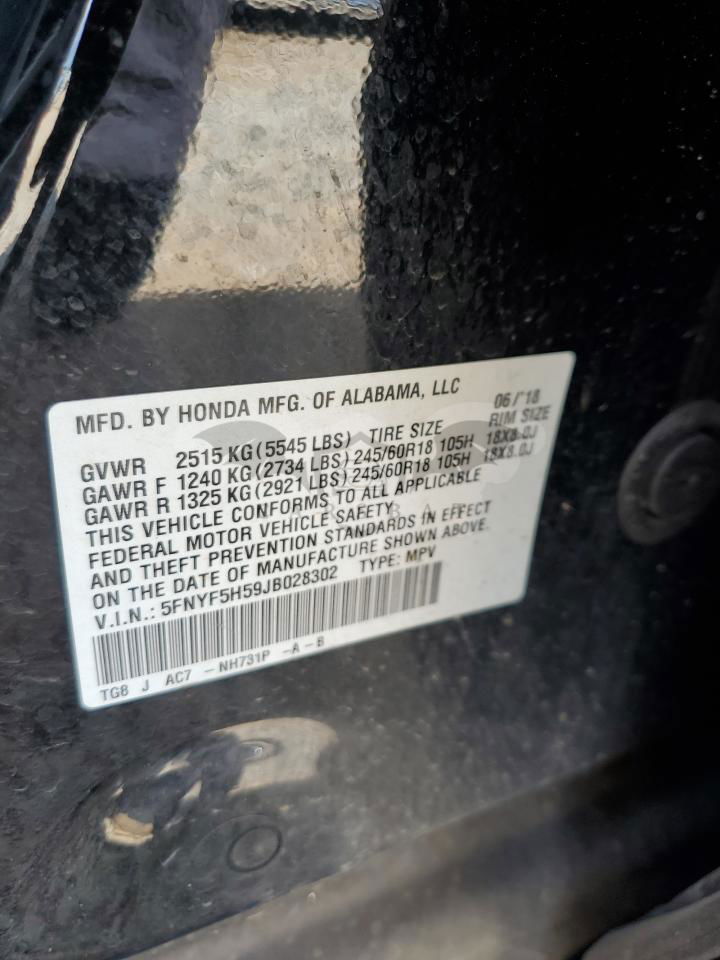 MFD. BY HONDA MFG. OF ALABAMA, LLC 06/'18
GVWR 2515 KG(5545 LBS) TIRE SIZE RIM SIZE
GAWR F 1240 KG(2734 LBS)245/60R18 105H 18X8.0J
GAWR R 1325 KG(2921 LBS)245/60R18 105H 18X8.0J
THIS VEHICLE CONFORMS TO ALL APPLICABLE
FEDERAL MOTOR VEHICLE SAFETY
AND THEFT PREVENTION STANDARDS IN EFFECT
ON THE DATE OF MANUFACTURE SHOWN ABOVE.
V.I.N.: 5FNYF5H59JB028302 TYPE: MPV
TG8 J AC7 -NH731P -A-B